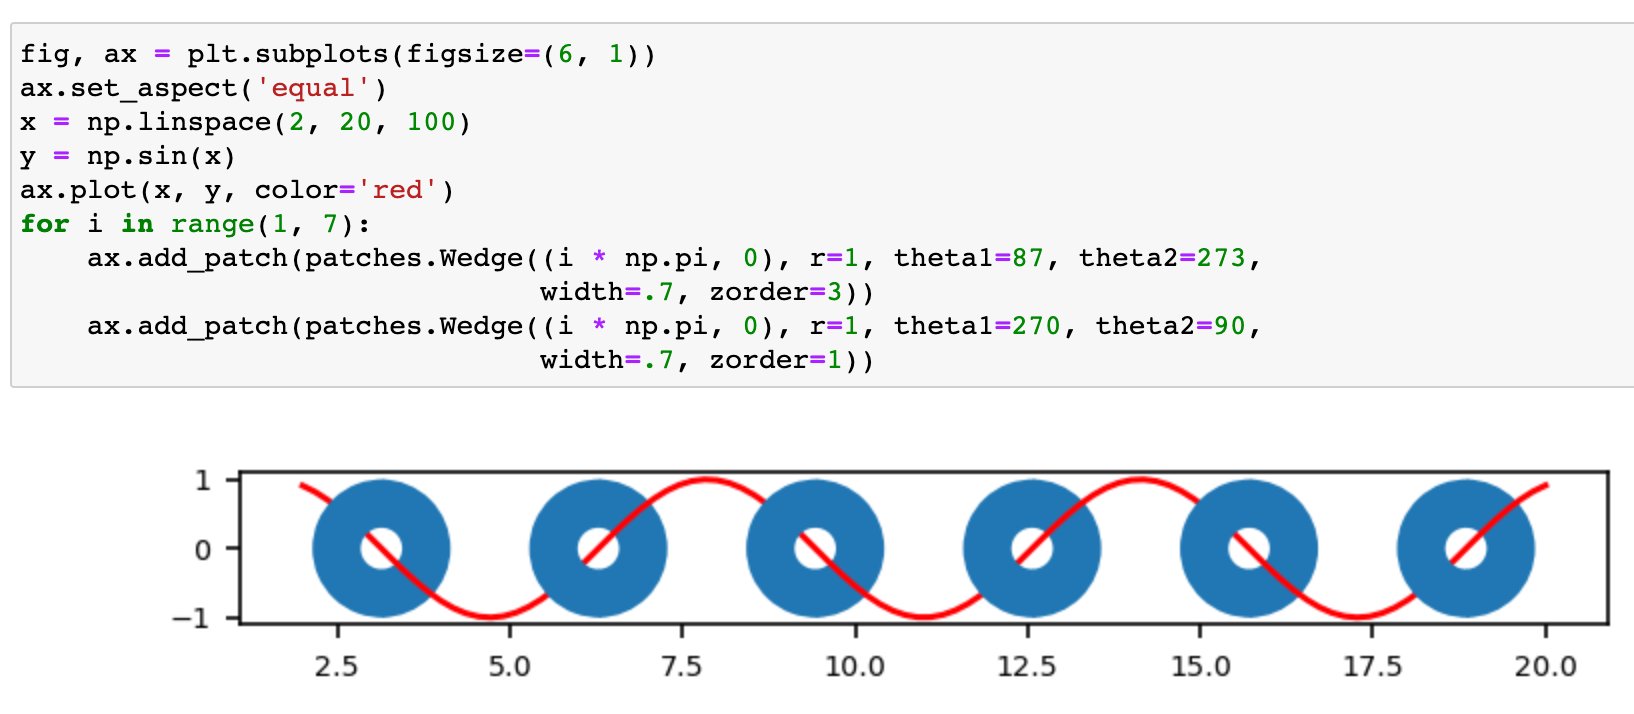 fig, ax = plt.subplots(figsize=(6, 1))
ax.set_aspect('equal')
x = np.linspace(2, 20, 100)
y = np.sin(x)
ax.plot(x, y, color='red')
for i in range(1, 7):
    ax.add_patch(patches.Wedge((i * np.pi, 0), r=1, theta1=87, theta2=273,
                               width=.7, zorder=3))
    ax.add_patch(patches.Wedge((i * np.pi, 0), r=1, theta1=270, theta2=90,
                               width=.7, zorder=1))
1
0
−1
2.5 5.0 7.5 10.0 12.5 15.0 17.5 20.0